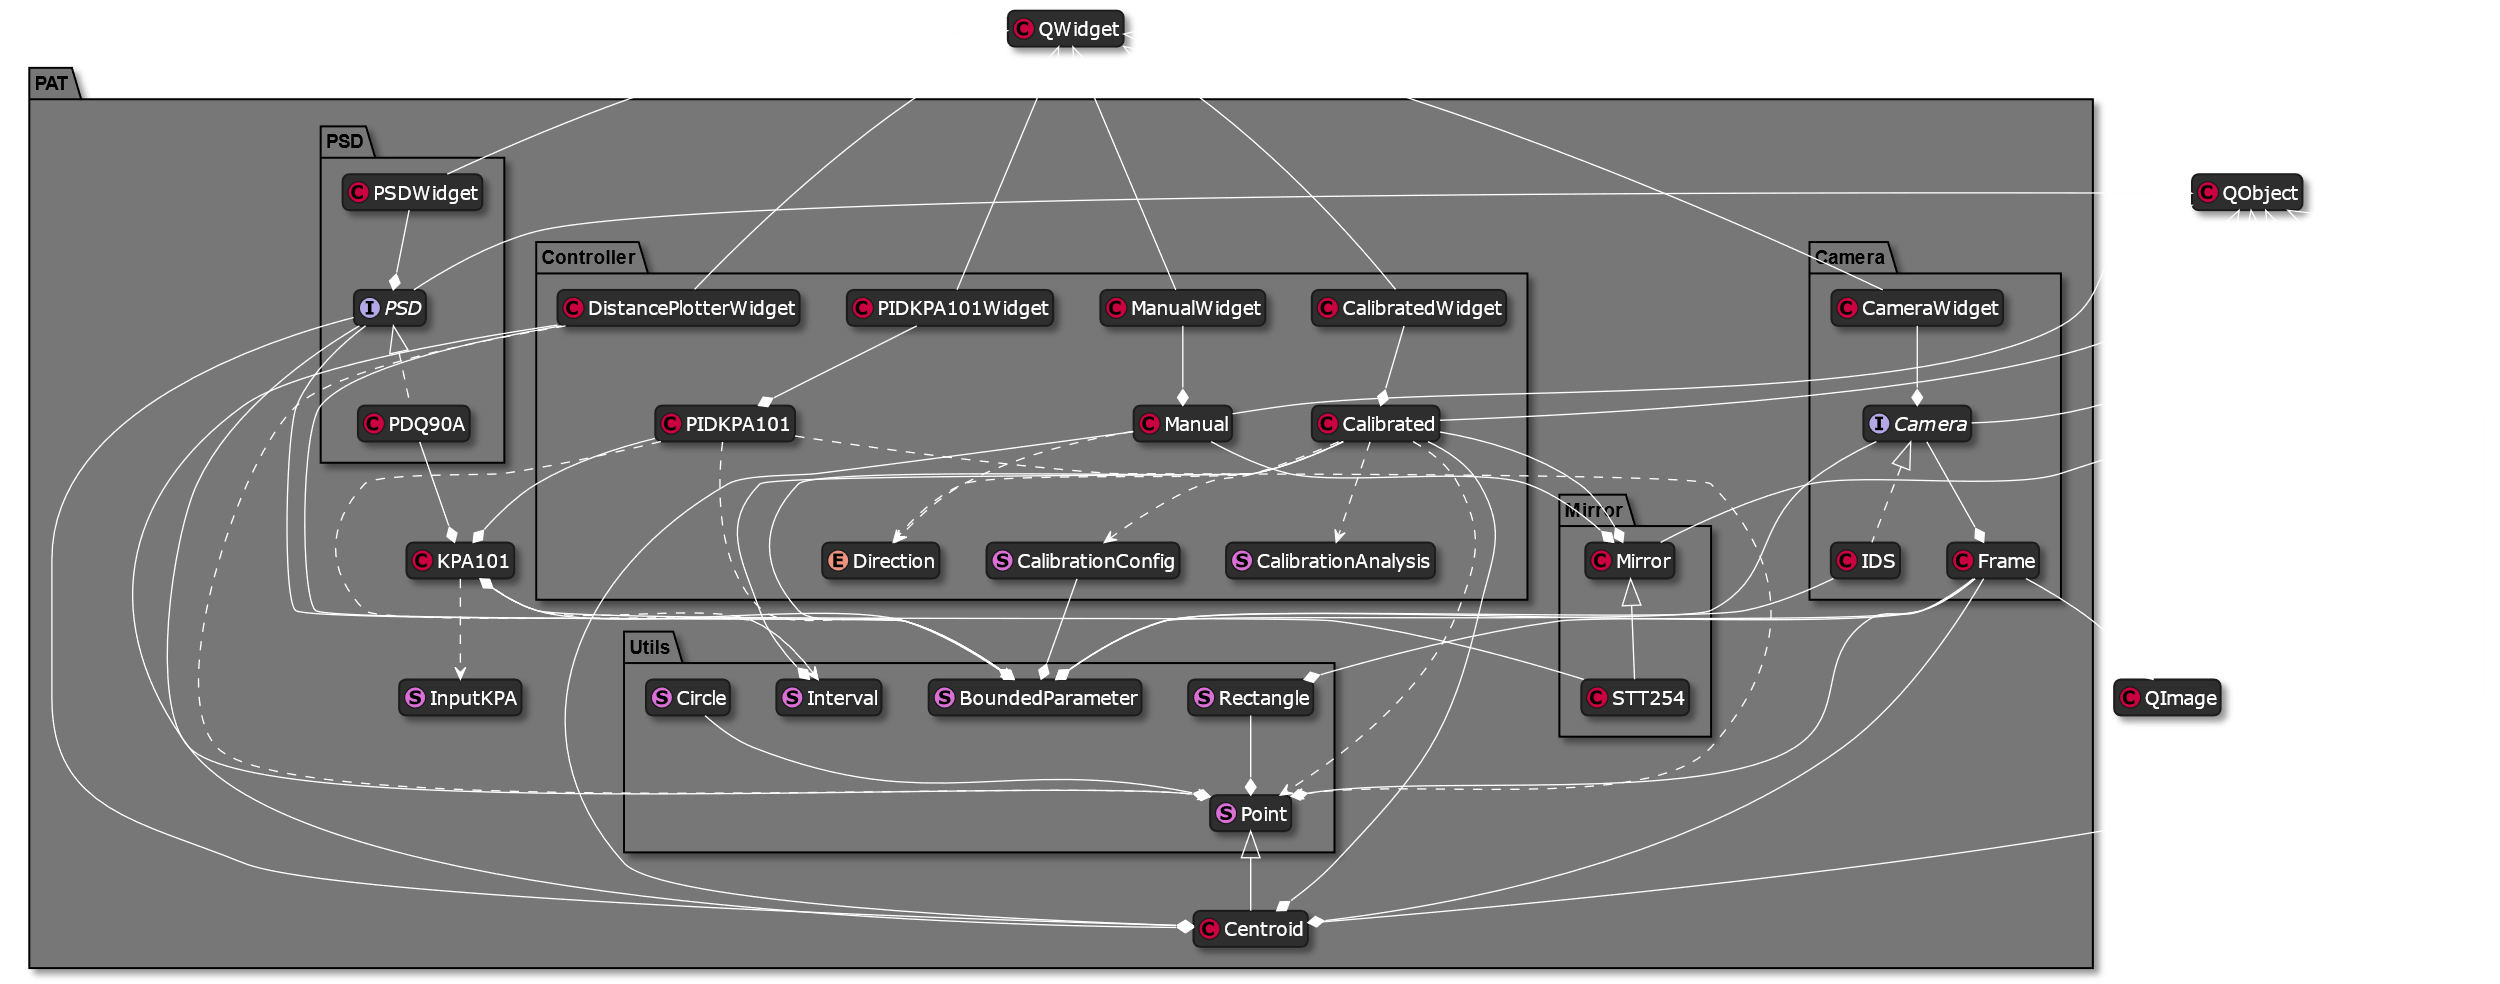 C QWidget
PAT
PSD
C PSDWidget
C QObject
Controller
Camera
I PSD
C DistancePlotterWidget
C PIDKPA101Widget
C ManualWidget
C CalibratedWidget
C CameraWidget
C PDQ90A
C PIDKPA101
C Manual
C Calibrated
I Camera
Mirror
C KPA101
E Direction
S CalibrationConfig
S CalibrationAnalysis
C Mirror
C IDS
C Frame
Utils
S InputKPA
S Circle
S Interval
S BoundedParameter
S Rectangle
C STT254
C QImage
S Point
C Centroid